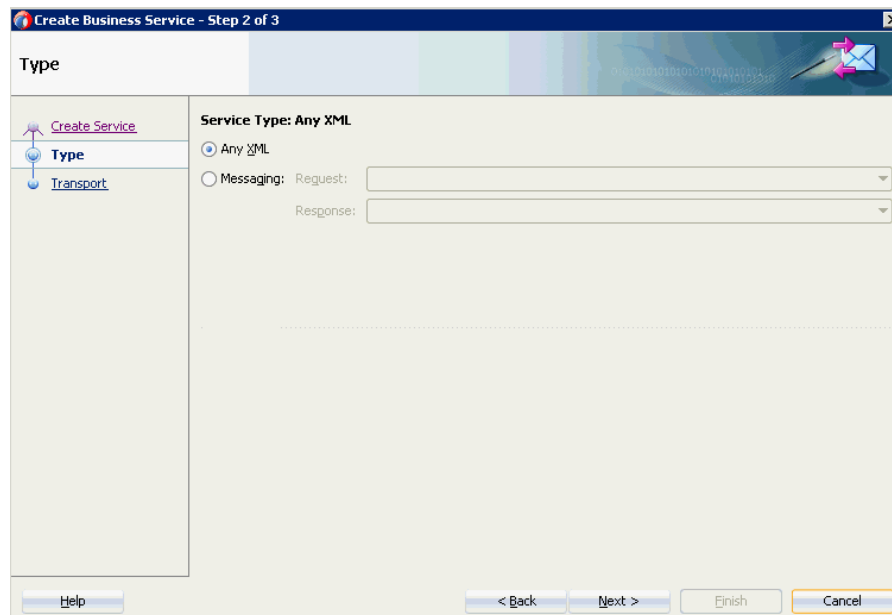 Create Business Service - Step 2 of 3
Type
Create Service
Type
Transport
Service Type: Any XML
Any XML
Messaging: Request:
Response:
Help
< Back Next > Finish Cancel